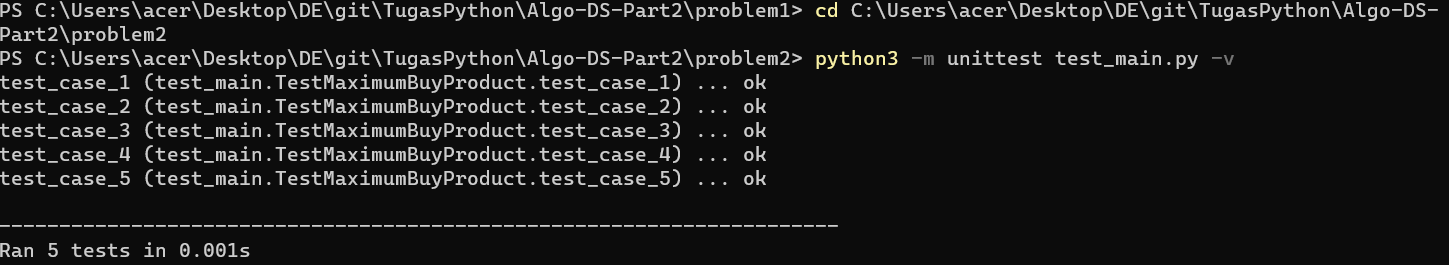 PS C:\Users\acer\Desktop\DE\git\TugasPython\Algo-DS-Part2\problem1> cd C:\Users\acer\Desktop\DE\git\TugasPython\Algo-DS-
Part2\problem2
PS C:\Users\acer\Desktop\DE\git\TugasPython\Algo-DS-Part2\problem2> python3 -m unittest test_main.py -v
test_case_1 (test_main.TestMaximumBuyProduct.test_case_1) ... ok
test_case_2 (test_main.TestMaximumBuyProduct.test_case_2) ... ok
test_case_3 (test_main.TestMaximumBuyProduct.test_case_3) ... ok
test_case_4 (test_main.TestMaximumBuyProduct.test_case_4) ... ok
test_case_5 (test_main.TestMaximumBuyProduct.test_case_5) ... ok
----------------------------------------------------------------------
Ran 5 tests in 0.001s